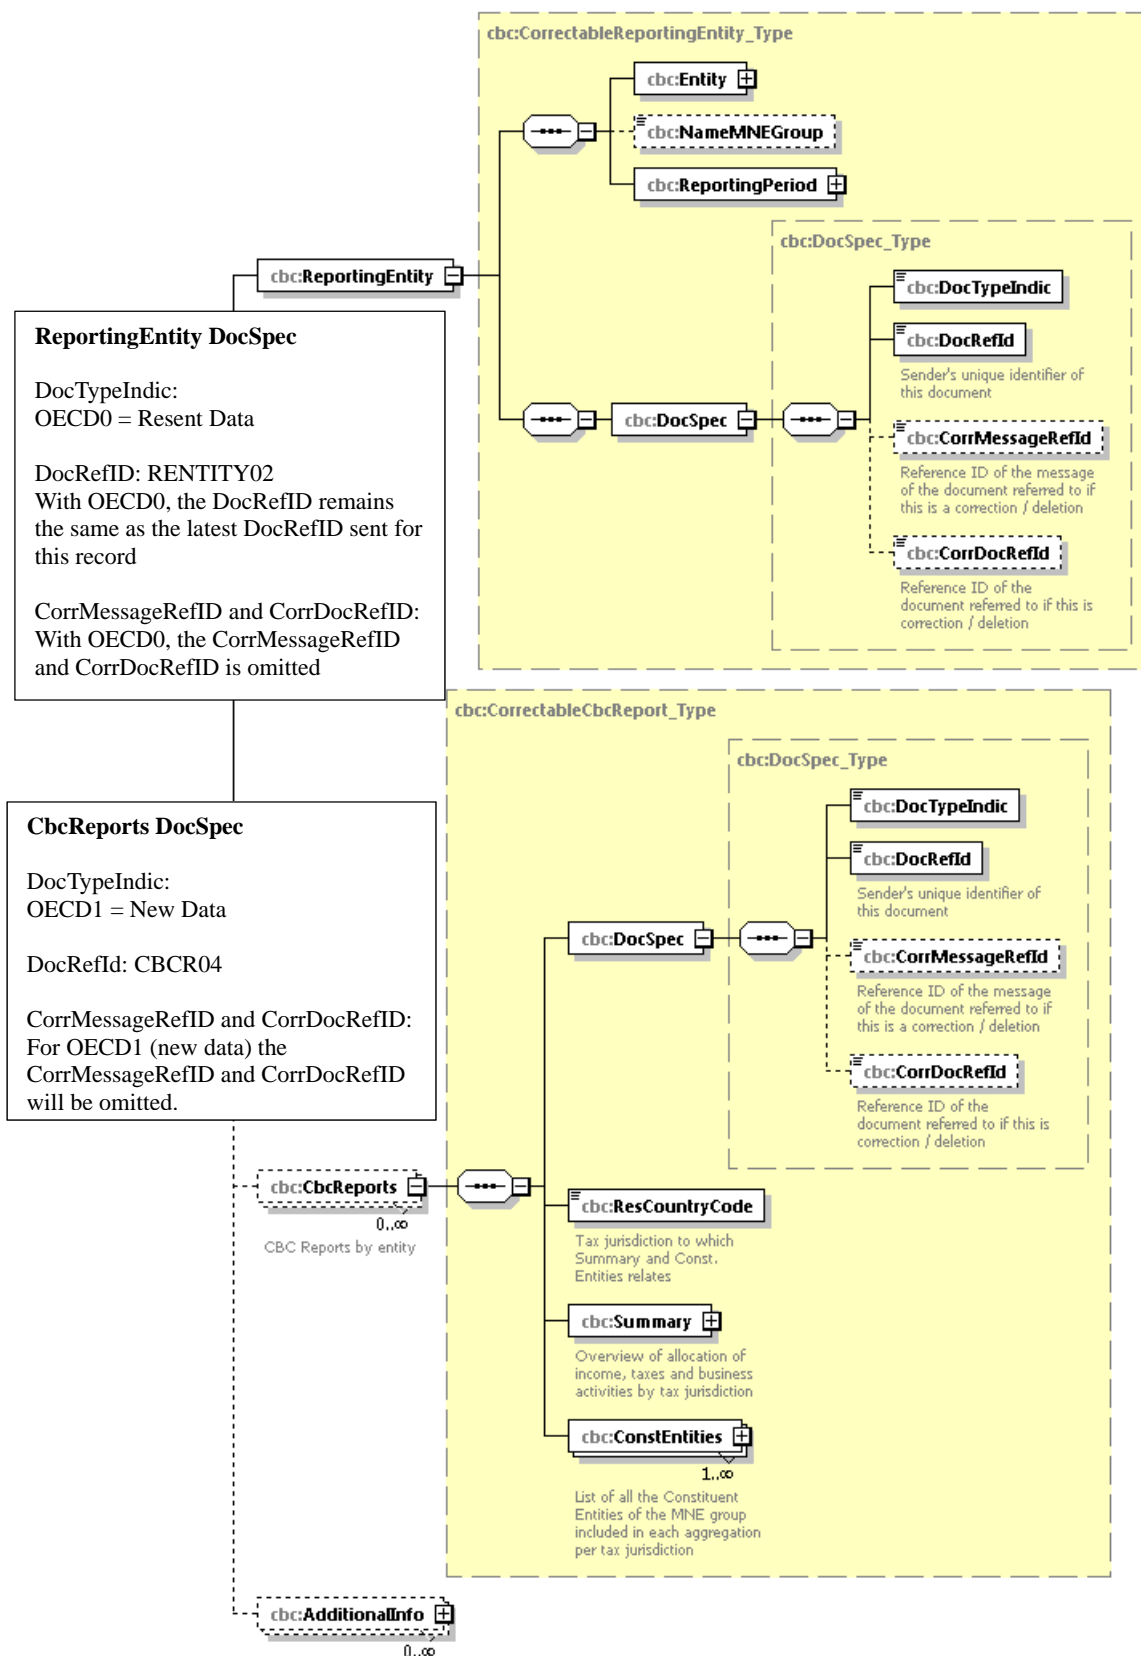 cbc:CorrectableReportingEntity_Type
cbc:Entity
cbc:NameMNEGroup
cbc:ReportingPeriod
cbc:DocSpec_Type
cbc:ReportingEntity
cbc:DocTypeIndic
cbc:DocRefId
Sender's unique identifier of
this document
cbc:DocSpec
cbc:CorrMessageRefId
Reference ID of the message
of the document referred to if
this is a correction / deletion
cbc:CorrDocRefId
Reference ID of the
document referred to if this is
correction / deletion
ReportingEntity DocSpec
DocTypeIndic:
OECD0 = Resent Data
DocRefID: RENTITY02
With OECD0, the DocRefID remains
the same as the latest DocRefID sent for
this record
CorrMessageRefID and CorrDocRefID:
With OECD0, the CorrMessageRefID
and CorrDocRefID is omitted
cbc:CorrectableCbcReport_Type
cbc:DocSpec_Type
cbc:DocTypeIndic
cbc:DocRefId
Sender's unique identifier of
this document
cbc:DocSpec
cbc:CorrMessageRefId
Reference ID of the message
of the document referred to if
this is a correction / deletion
cbc:CorrDocRefId
Reference ID of the
document referred to if this is
correction / deletion
CbcReports DocSpec
DocTypeIndic:
OECD1 = New Data
DocRefId: CBCR04
CorrMessageRefID and CorrDocRefID:
For OECD1 (new data) the
CorrMessageRefID and CorrDocRefID
will be omitted.
cbc:CbcReports
0..∞
CBC Reports by entity
cbc:ResCountryCode
Tax jurisdiction to which
Summary and Const.
Entities relates
cbc:Summary
Overview of allocation of
income, taxes and business
activities by tax jurisdiction
cbc:ConstEntities
1..∞
List of all the Constituent
Entities of the MNE group
included in each aggregation
per tax jurisdiction
cbc:AdditionalInfo
0..∞